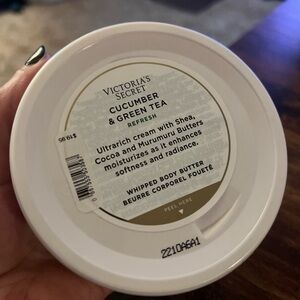 VICTORIA'S
SECRET
CUCUMBER
& GREEN TEA
REFRESH
Ultrarich cream with Shea,
Cocoa and Murumuru Butters
moisturizes as it enhances
softness and radiance.
WHIPPED BODY BUTTER
BEURRE CORPOREL FOUETÉ
PEEL HERE
2210A6A1